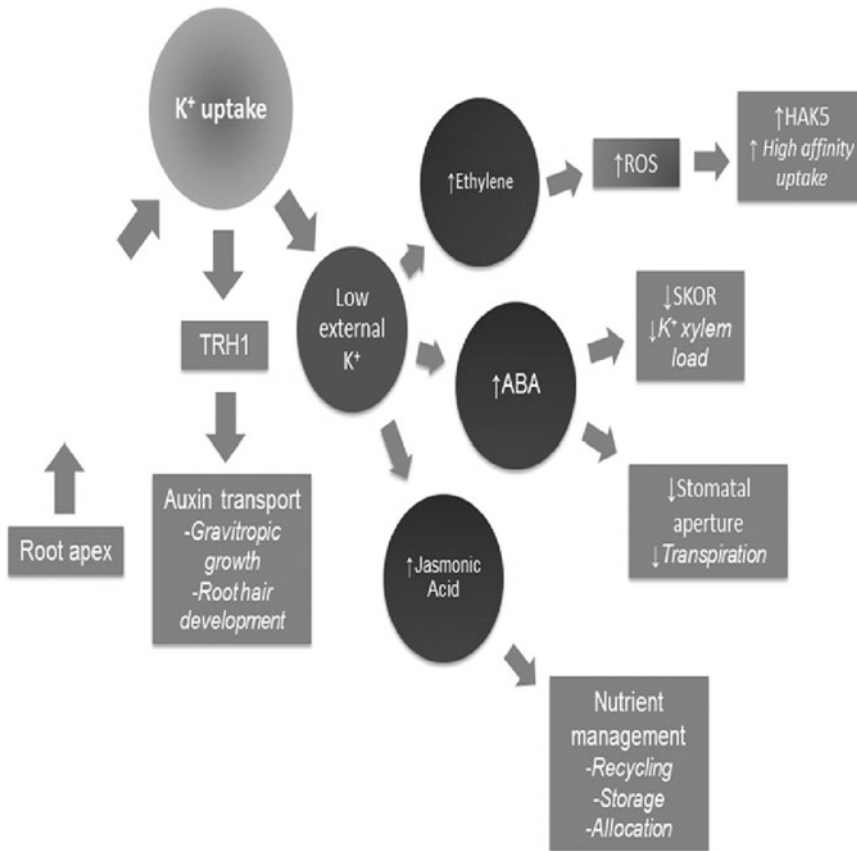 K⁺ uptake
↑Ethylene
↑ROS
↑HAK5
↑ High affinity
uptake
Low
external
K⁺
↓SKOR
↓K⁺ xylem
load
TRH1
↑ABA
Auxin transport
-Gravitropic
growth
-Root hair
development
Root apex
↓Stomatal
aperture
↓Transpiration
↑Jasmonic
Acid
Nutrient
management
-Recycling
-Storage
-Allocation